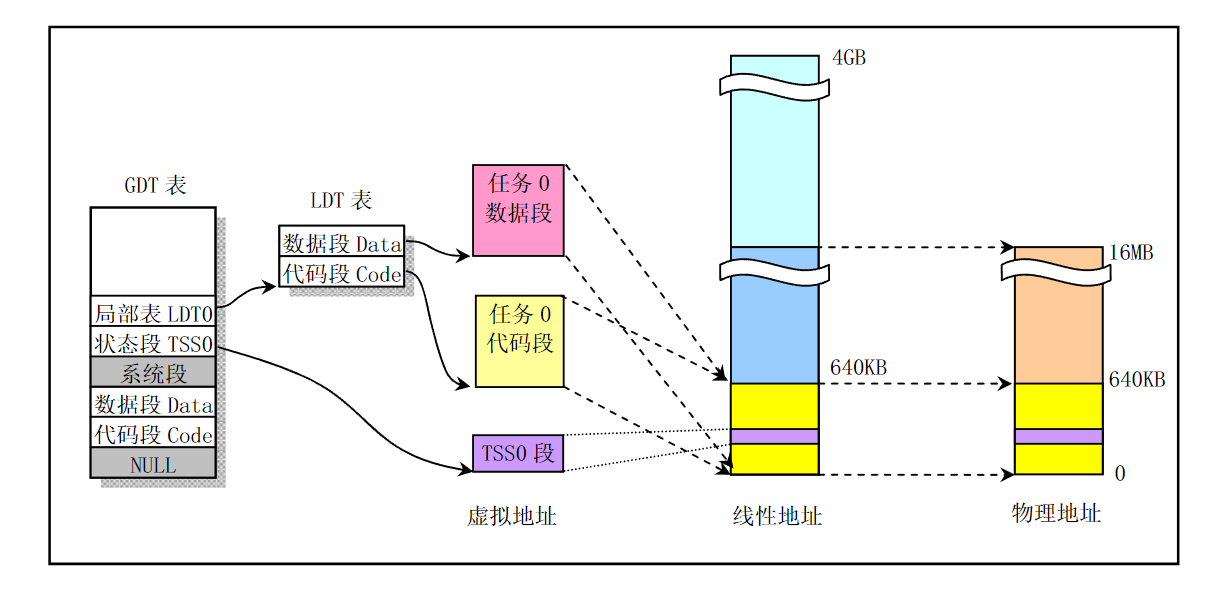 GDT 表
局部表 LDT0
状态段 TSS0
系统段
数据段 Data
代码段 Code
NULL
LDT 表
数据段 Data
代码段 Code
任务 0
数据段
任务 0
代码段
TSS0 段
虚拟地址
4GB
640KB
线性地址
16MB
640KB
0
物理地址